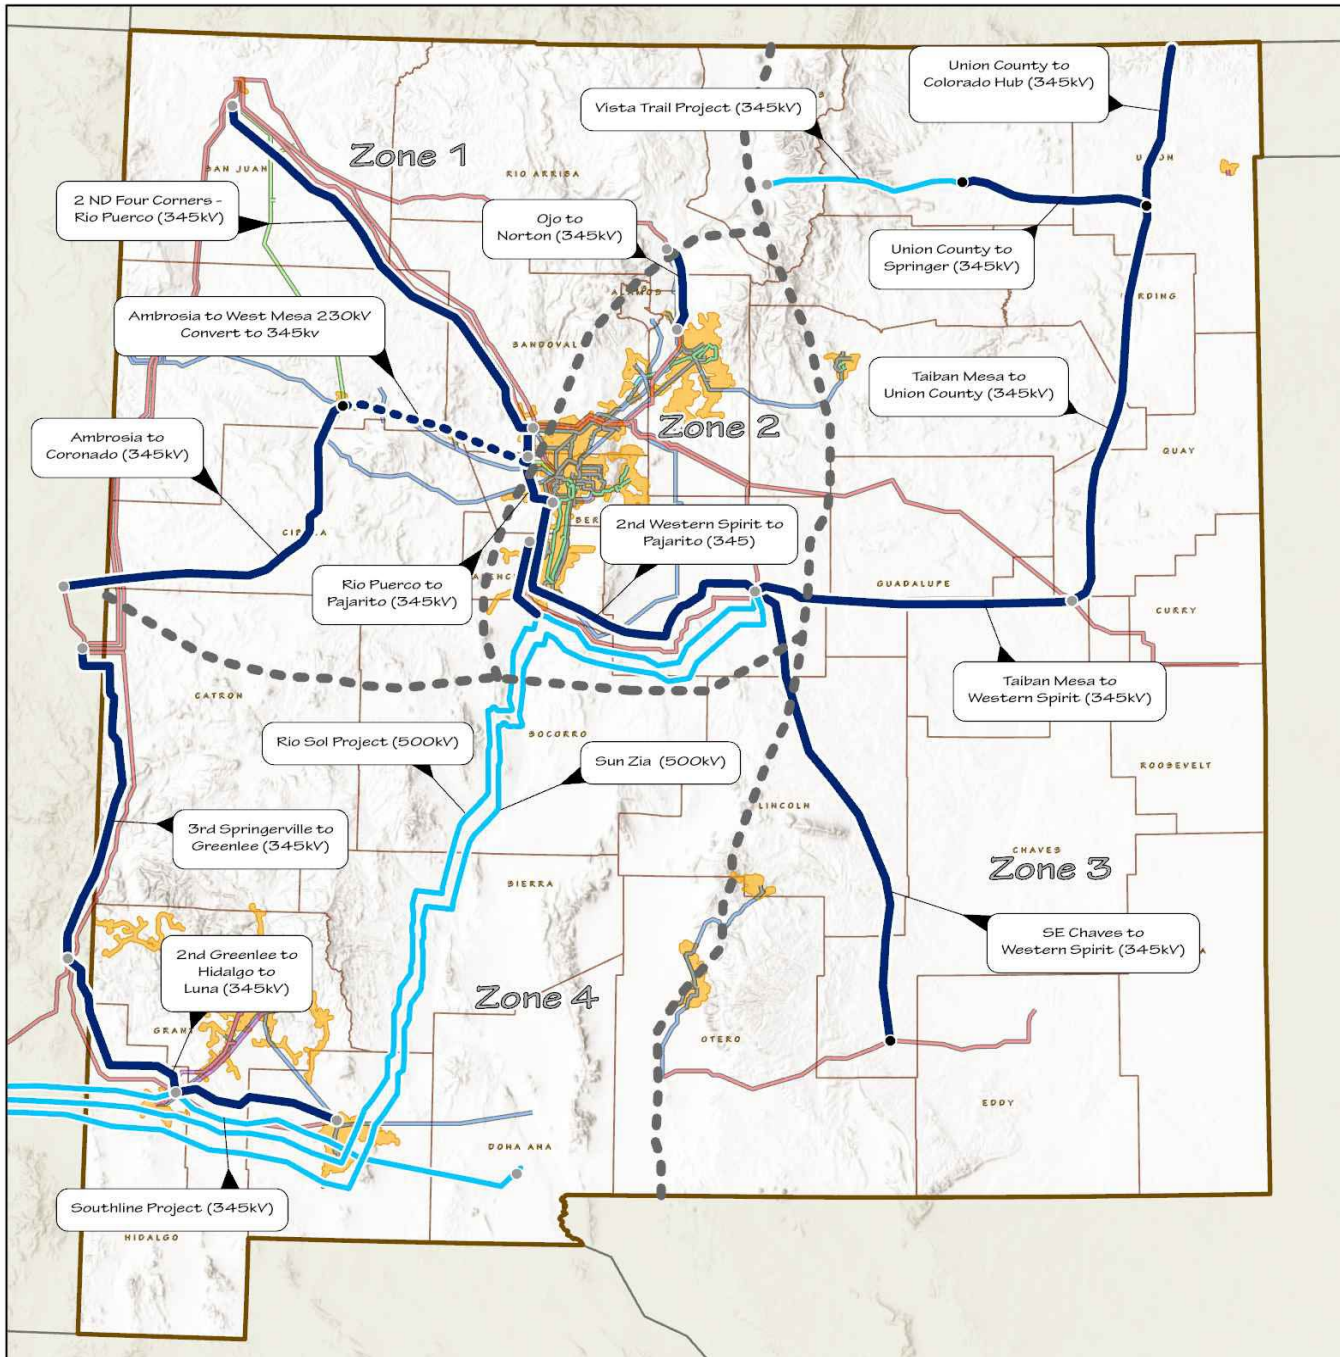 Union County to
Colorado Hub (345kV)
Vista Trail Project (345kV)
Zone 1
SAN JUAN
RIO ARRIBA
UNION
2 ND Four Corners -
Rio Puerco (345kV)
Ojo to
Norton (345kV)
Union County to
Springer (345kV)
Ambrosia to West Mesa 230kV
Convert to 345kv
SANDOVAL
Taiban Mesa to
Union County (345kV)
Zone 2
Ambrosia to
Coronado (345kV)
QUAY
2nd Western Spirit to
Pajarito (345)
Rio Puerco to
Pajarito (345kV)
GUADALUPE
CURRY
CATRON
Taiban Mesa to
Western Spirit (345kV)
Rio Sol Project (500kV)
SOCORRO
Sun Zia (500kV)
ROOSEVELT
LINCOLN
3rd Springerville to
Greenlee (345kV)
CHAVES
Zone 3
SIERRA
SE Chaves to
Western Spirit (345kV)
2nd Greenlee to
Hidalgo to
Luna (345kV)
Zone 4
GRANT
OTERO
EDDY
DONA ANA
Southline Project (345kV)
HIDALGO